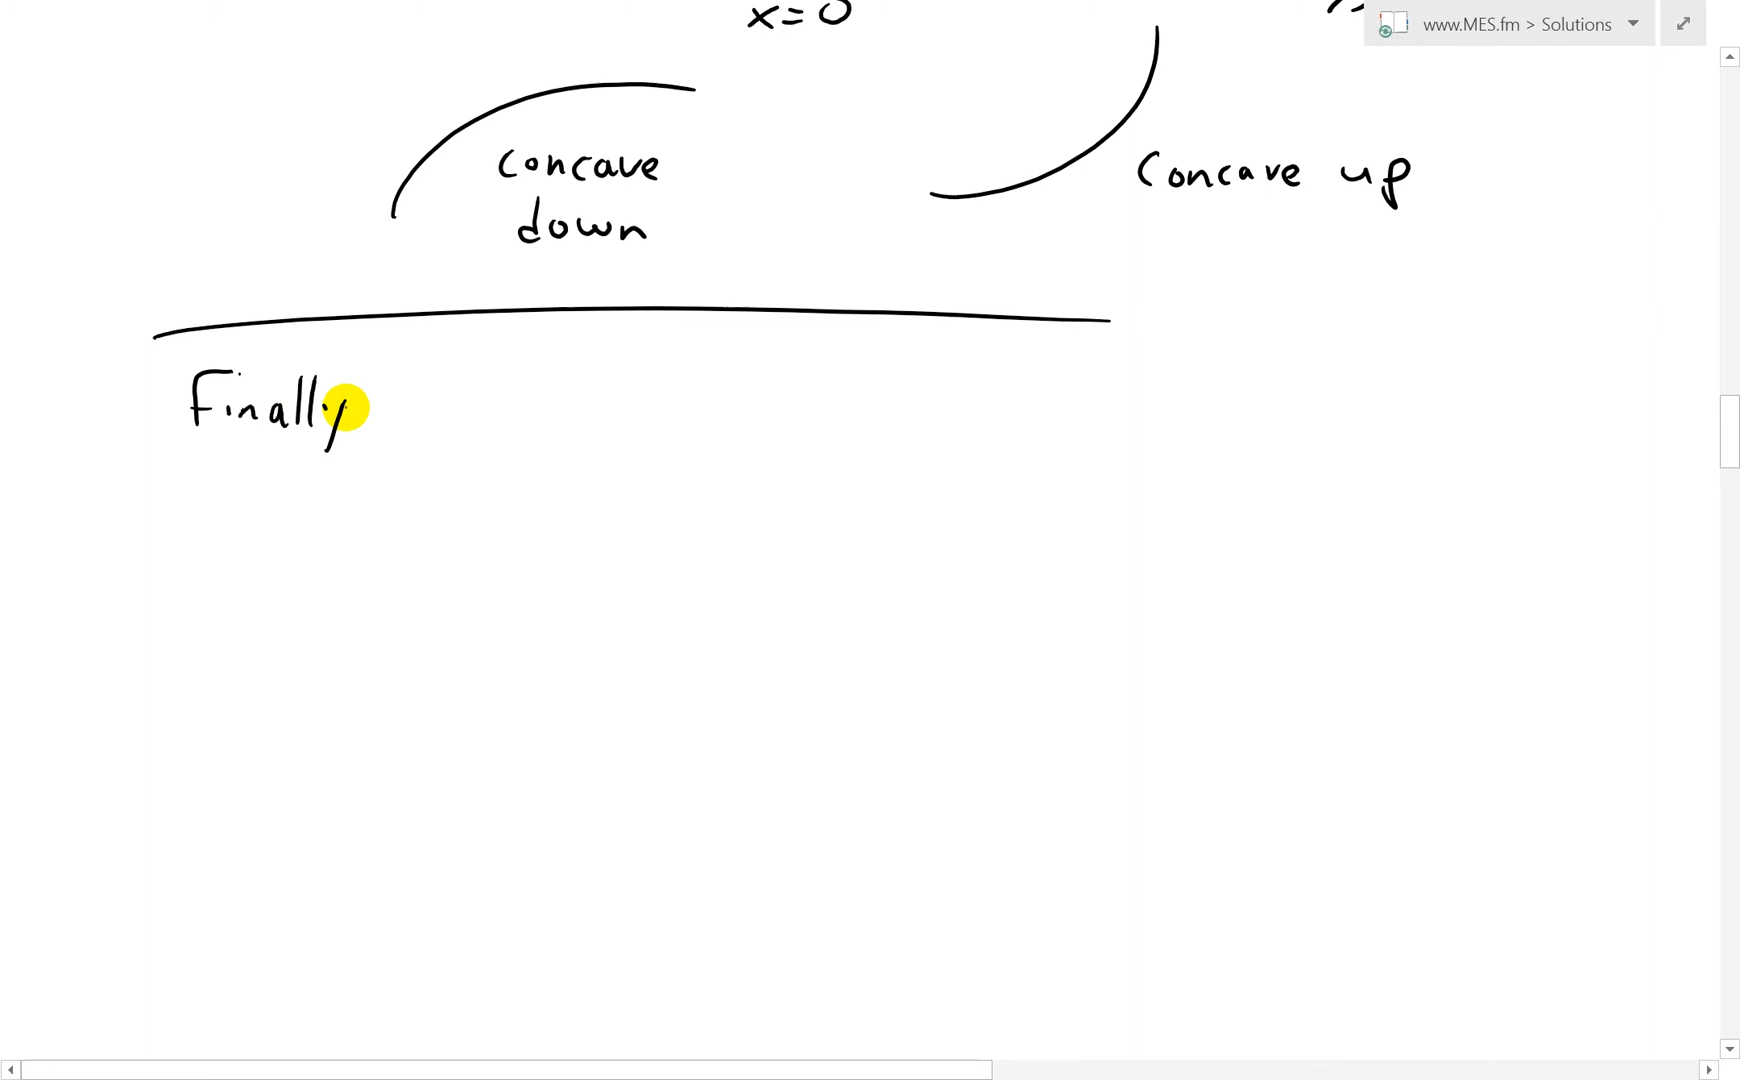 x=0
www.MES.fm > Solutions
concave
down
Concave up
Finally